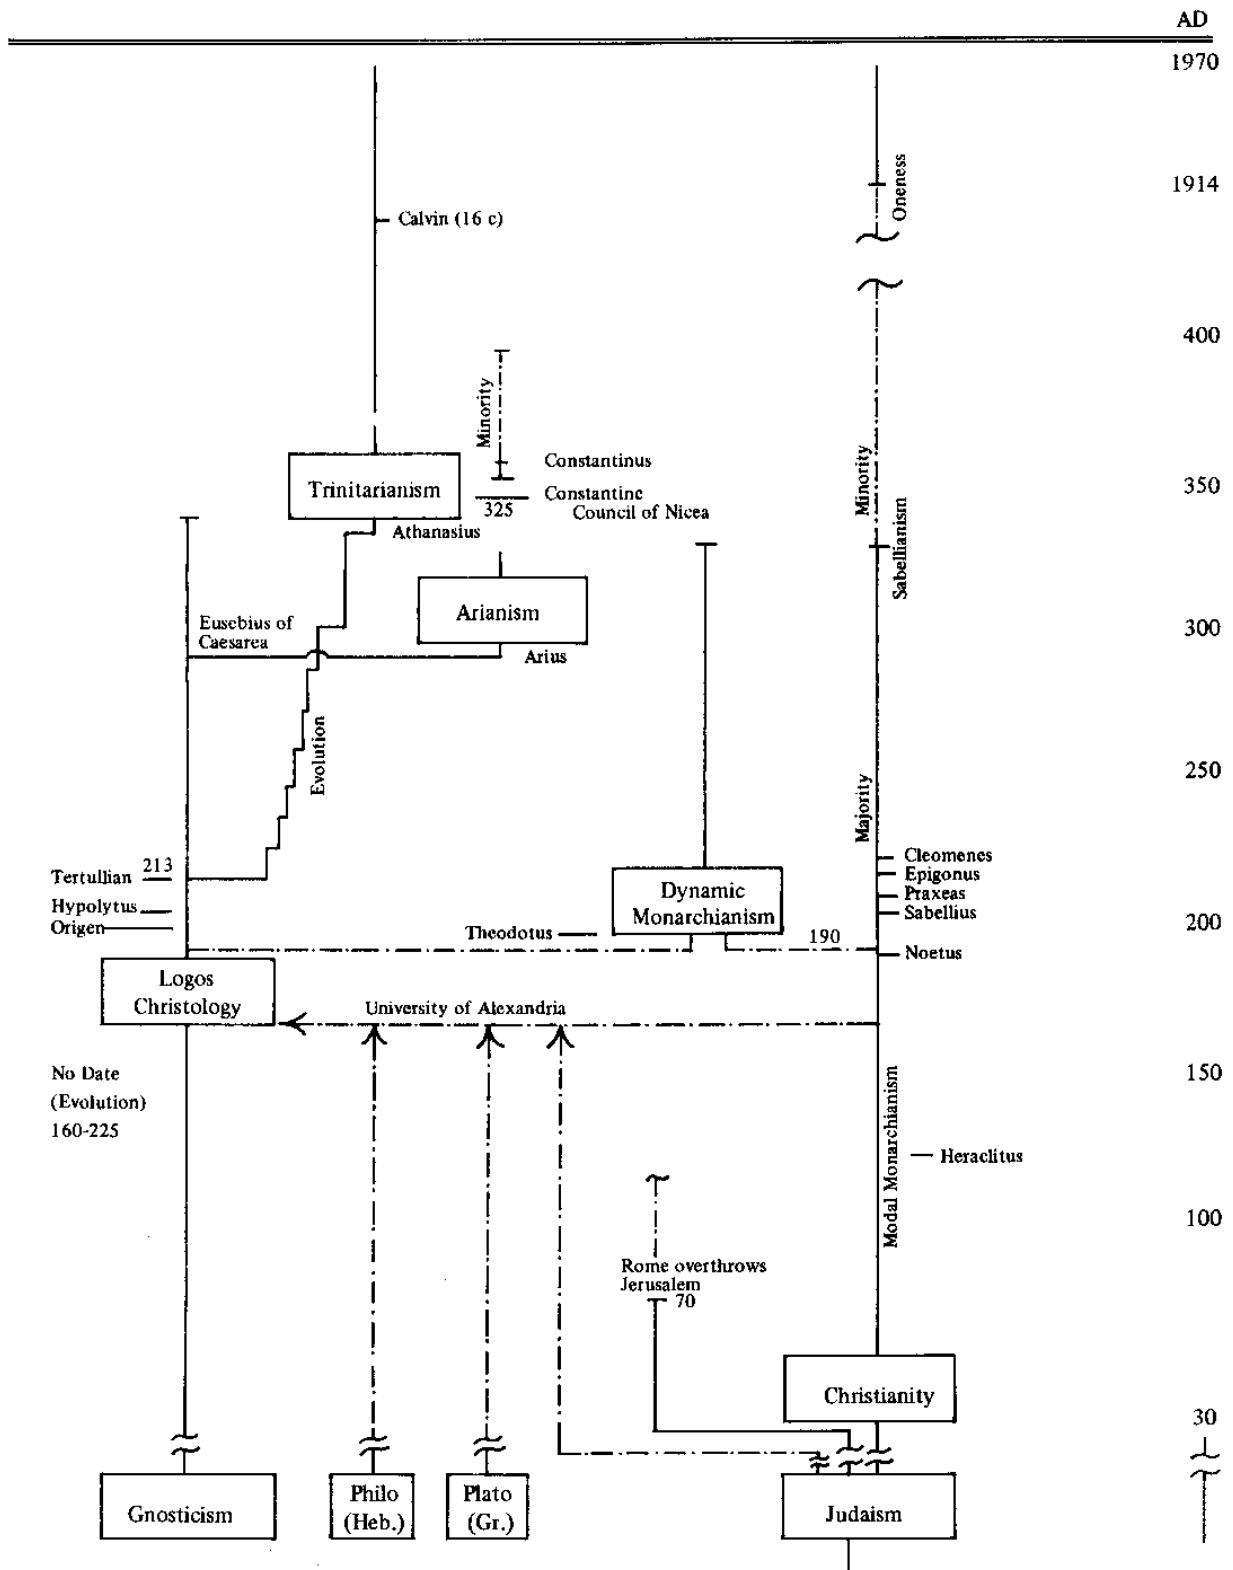 AD
1970
Oneness
1914
Calvin (16 c)
400
Minority
Minority
Constantinus
Trinitarianism
350
Constantine
325
Council of Nicea
Athanasius
Sabellianism
Arianism
Eusebius of
Caesarea
300
Arius
Evolution
250
Majority
213
Tertullian
Cleomenes
Epigonus
Dynamic
Monarchianism
Praxeas
Hypolytus
Sabellius
Origen
200
Theodotus
190
Noetus
Logos
Christology
University of Alexandria
No Date
(Evolution)
160-225
150
Modal Monarchianism
Heraclitus
100
Rome overthrows
Jerusalem
70
Christianity
30
Gnosticism
Philo
(Heb.)
Plato
(Gr.)
Judaism